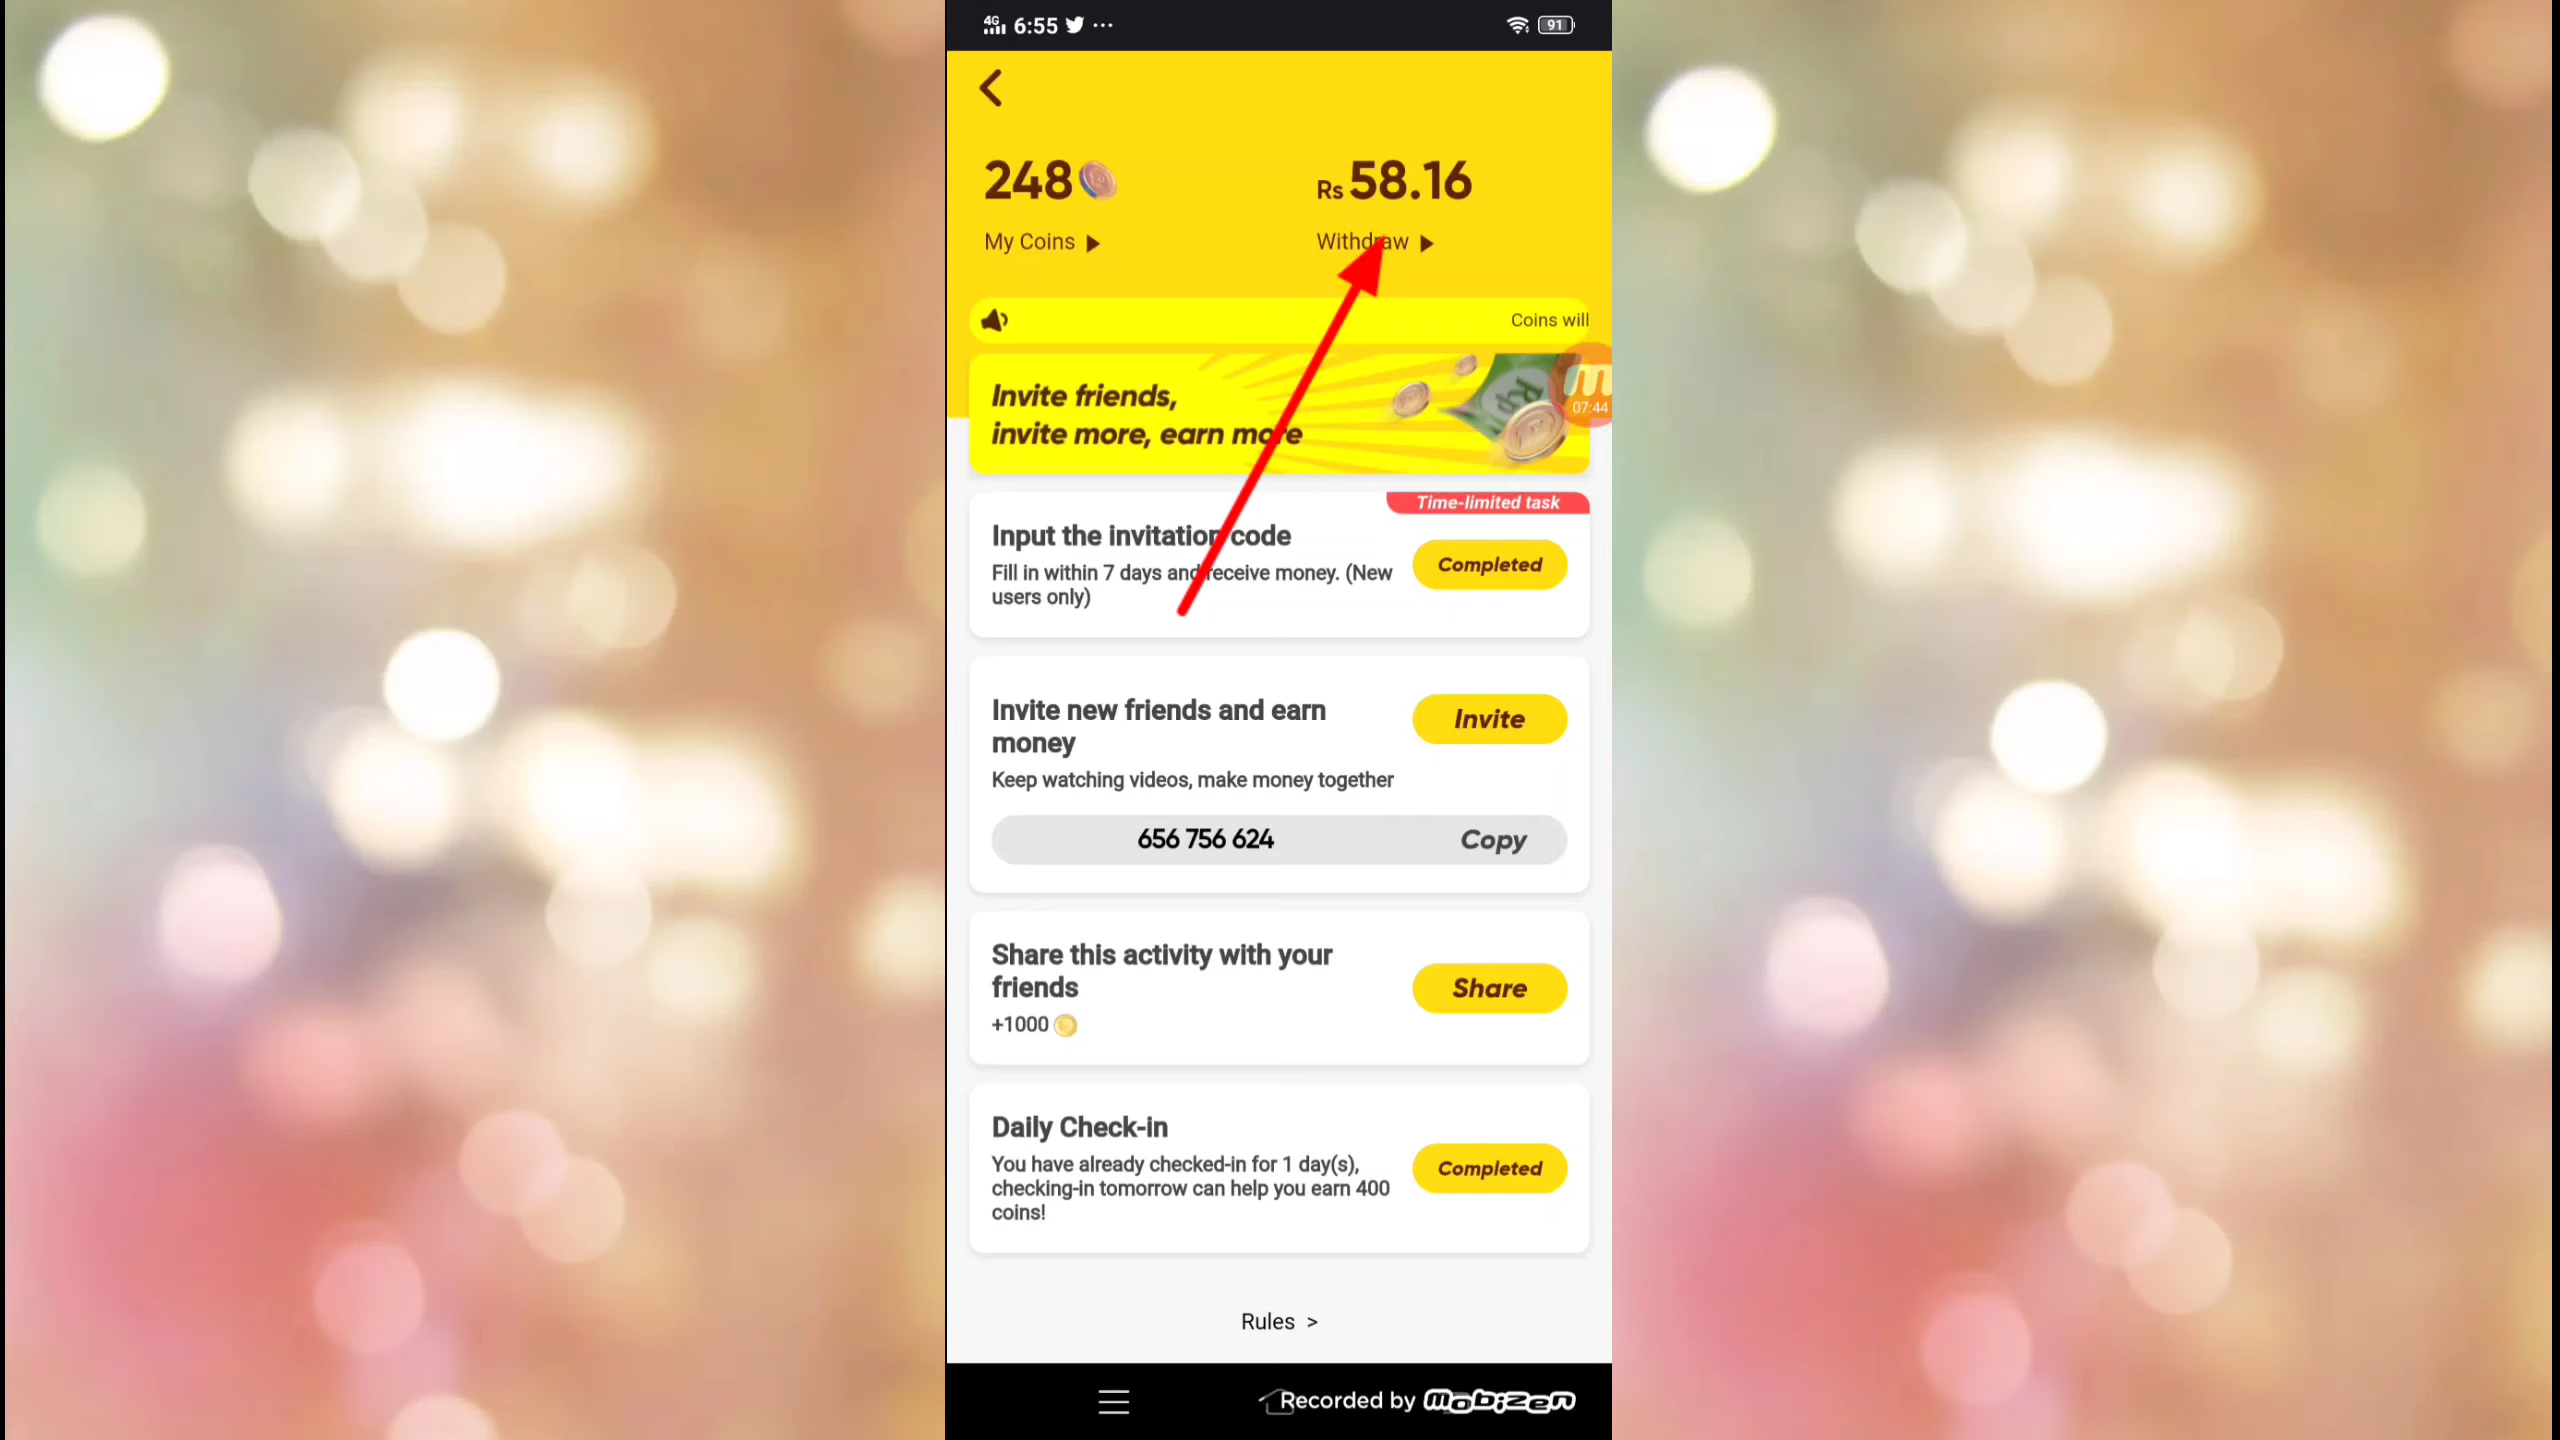 4G 6:55 ... 91
248 Rs 58.16
My Coins Withdraw
Coins will
Invite friends,
invite more, earn more
Rp
07:44
Time-limited task
Input the invitation code
Fill in within 7 days and receive money. (New
users only)
Completed
Invite new friends and earn
money
Invite
Keep watching videos, make money together
656 756 624 Copy
Share this activity with your
friends
Share
+1000
Daily Check-in
You have already checked-in for 1 day(s),
checking-in tomorrow can help you earn 400
coins!
Completed
Rules >
Recorded by mobizen